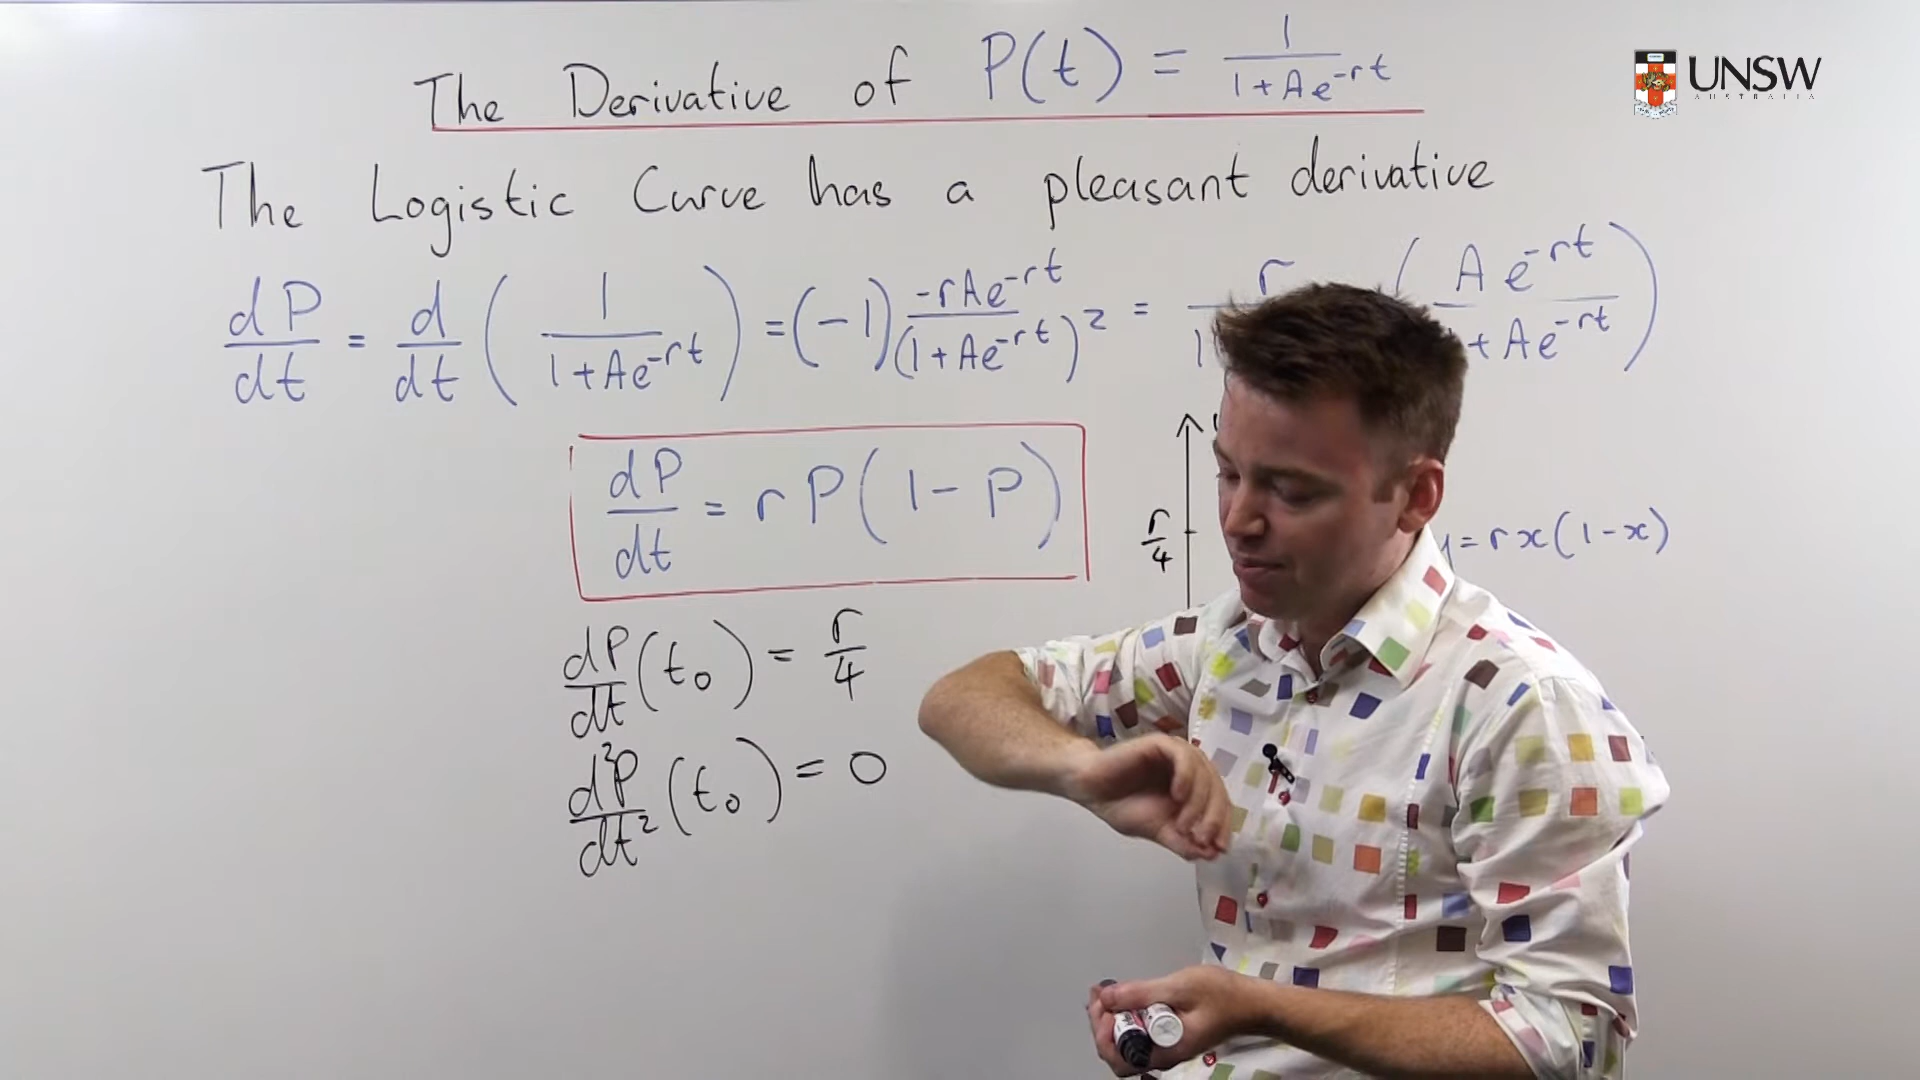 The Derivative of P(t) = 1/(1+Ae^-rt)
UNSW
AUSTRALIA
The Logistic Curve has a pleasant derivative
dP/dt = d/dt (1/(1+Ae^-rt)) = (-1) -rAe^-rt/(1+Ae^-rt)^2 = r/1 (Ae^-rt/+Ae^-rt)
dP/dt = rP(1-P)
r/4
= rx(1-x)
dP/dt (t₀) = r/4
d²P/dt² (t₀) = 0